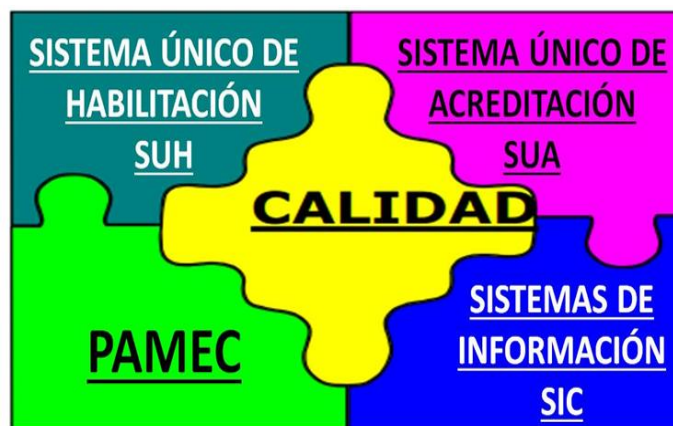 SISTEMA ÚNICO DE
HABILITACIÓN
SUH
SISTEMA ÚNICO DE
ACREDITACIÓN
SUA
CALIDAD
PAMEC
SISTEMAS DE
INFORMACIÓN
SIC